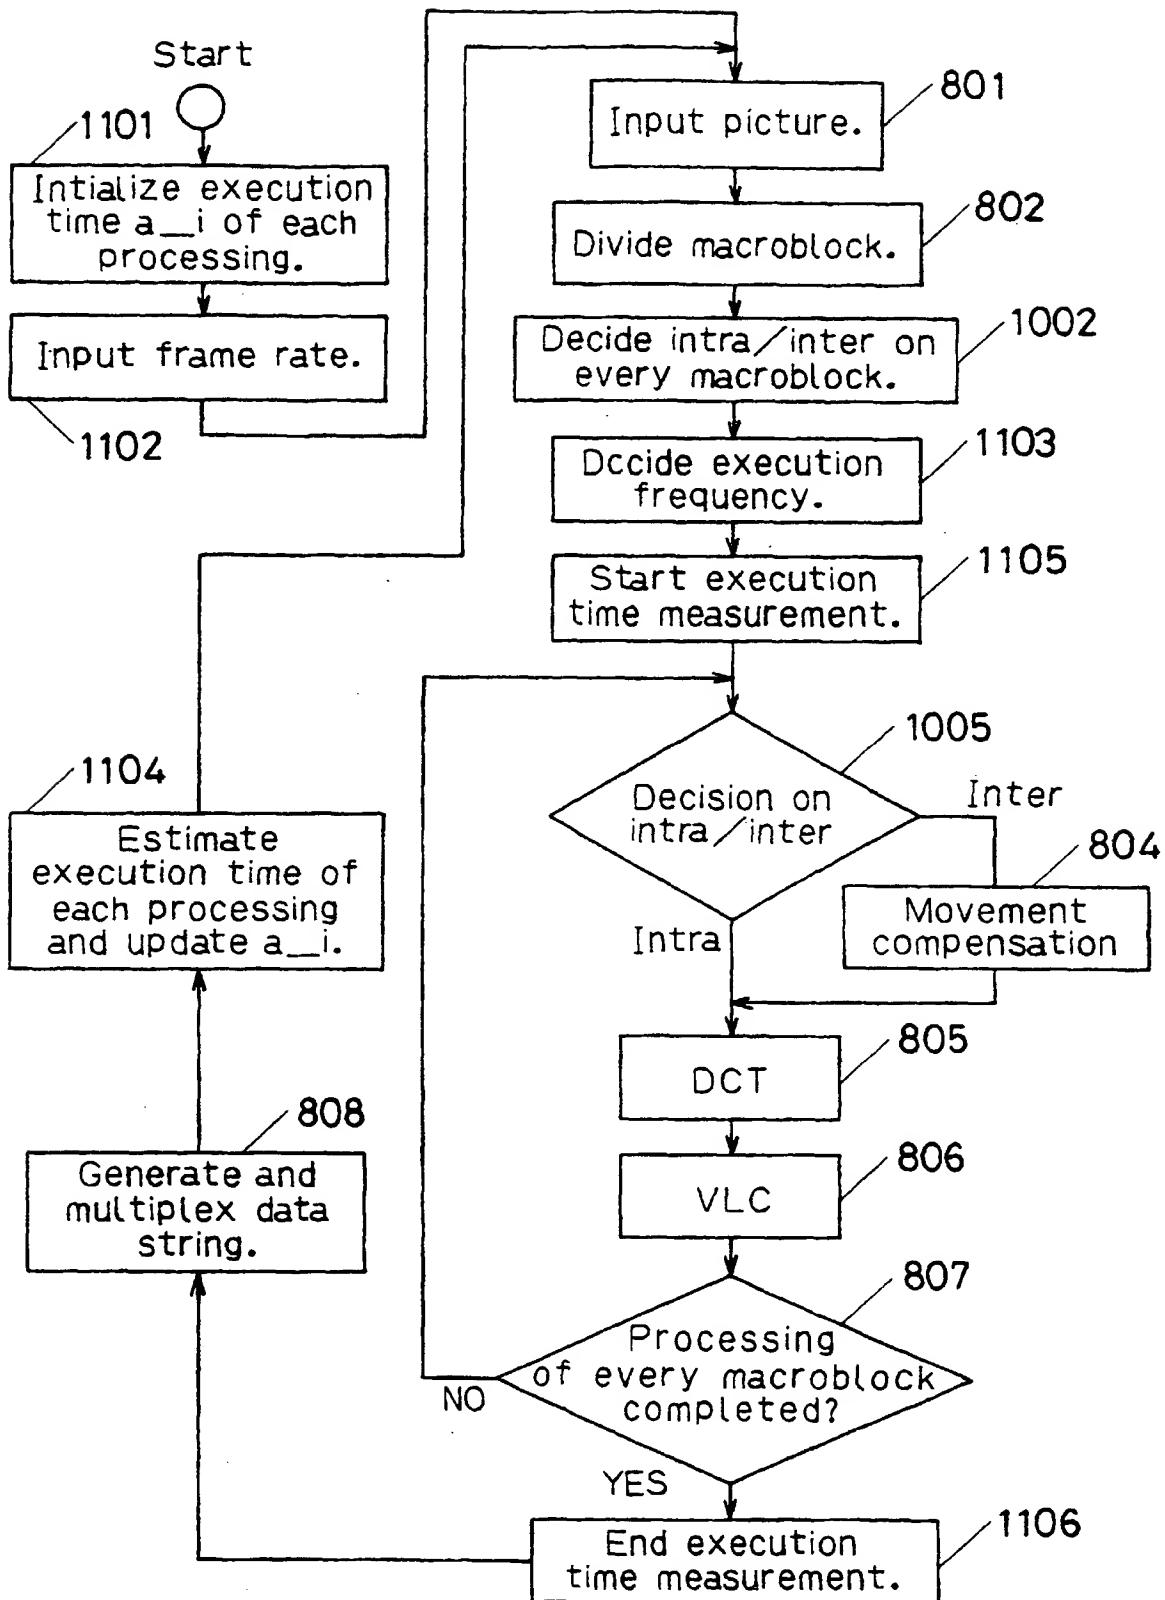 Start
1101
Intialize execution
time a__i of each
processing.
Input frame rate.
1102
801
Input picture.
802
Divide macroblock.
1002
Decide intra/inter on
every macroblock.
1103
Dccide execution
frequency.
1105
Start execution
time measurement.
1005
Decision on
intra/inter
Inter
Intra
804
Movement
compensation
805
DCT
806
VLC
807
Processing
of every macroblock
completed?
NO
YES
1106
End execution
time measurement.
808
Generate and
multiplex data
string.
1104
Estimate
execution time of
each processing
and update a__i.